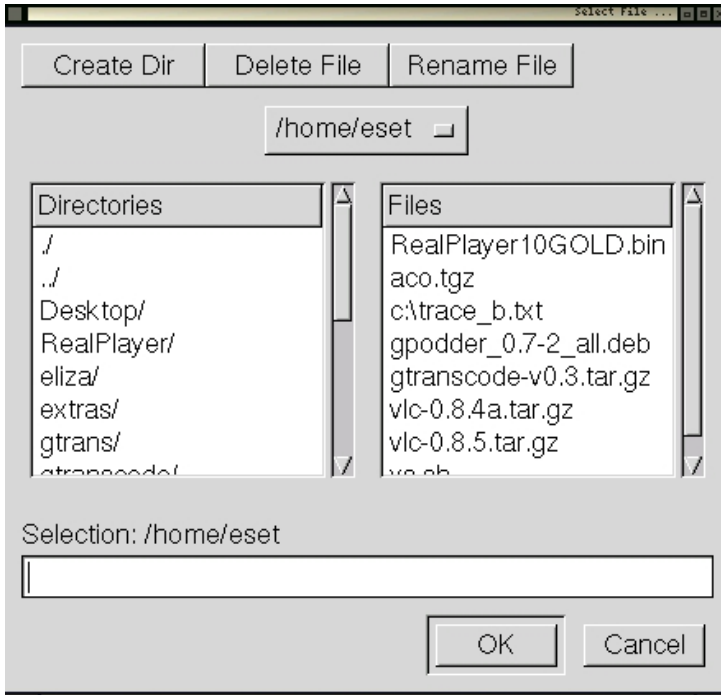 Select File ...
Create Dir Delete File Rename File
/home/eset
Directories
./
../
Desktop/
RealPlayer/
eliza/
extras/
gtrans/
gtranscode/
Files
RealPlayer10GOLD.bin
aco.tgz
c:\trace_b.txt
gpodder_0.7-2_all.deb
gtranscode-v0.3.tar.gz
vlc-0.8.4a.tar.gz
vlc-0.8.5.tar.gz
Selection: /home/eset
OK Cancel